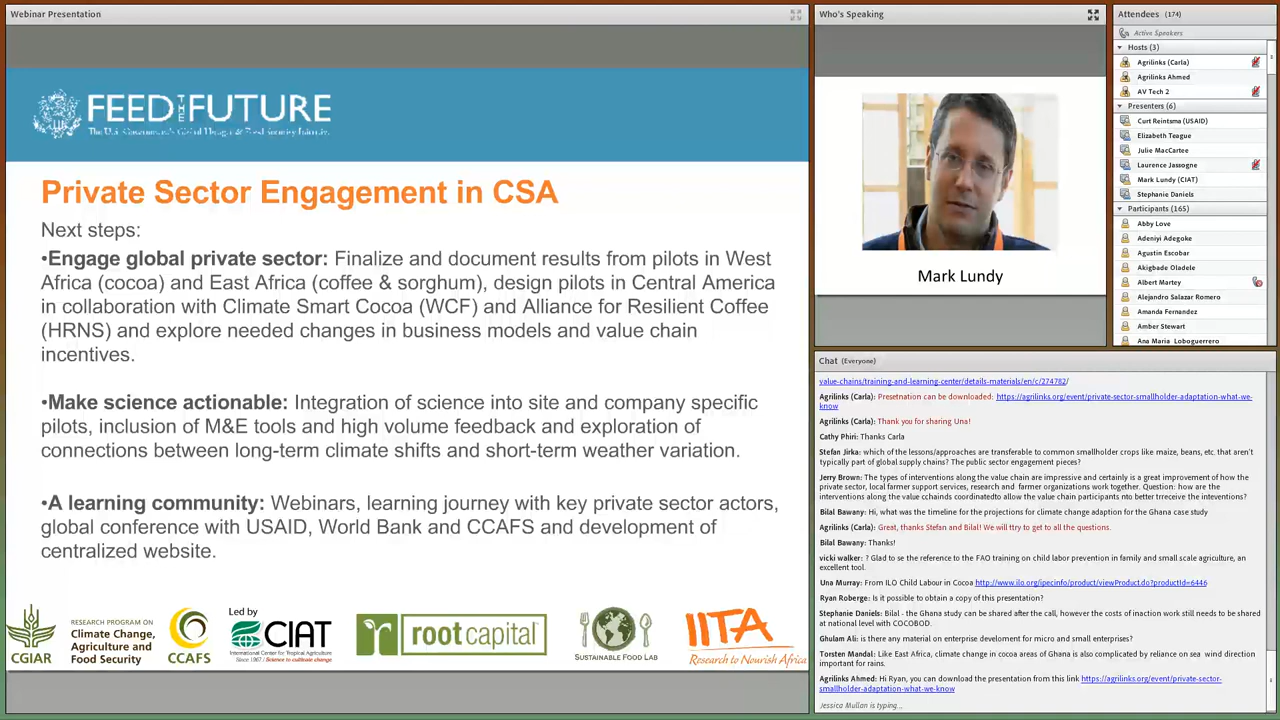 Webinar Presentation
FEED THE FUTURE
The U.S. Government's Global Hunger & Food Security Initiative
Private Sector Engagement in CSA
Next steps:
•Engage global private sector: Finalize and document results from pilots in West
Africa (cocoa) and East Africa (coffee & sorghum), design pilots in Central America
in collaboration with Climate Smart Cocoa (WCF) and Alliance for Resilient Coffee
(HRNS) and explore needed changes in business models and value chain
incentives.
•Make science actionable: Integration of science into site and company specific
pilots, inclusion of M&E tools and high volume feedback and exploration of
connections between long-term climate shifts and short-term weather variation.
•A learning community: Webinars, learning journey with key private sector actors,
global conference with USAID, World Bank and CCAFS and development of
centralized website.
CGIAR
RESEARCH PROGRAM ON
Climate Change,
Agriculture and
Food Security
CCAFS
Led by
CIAT
International Center for Tropical Agriculture
Since 1967 / Science to cultivate change
rootcapital
SUSTAINABLE FOOD LAB
IITA
Research to Nourish Africa
Who's Speaking
Mark Lundy
Attendees (174)
Active Speakers
Hosts (3)
Agrilinks (Carla)
Agrilinks Ahmed
AV Tech 2
Presenters (6)
Curt Reintsma (USAID)
Elizabeth Teague
Julie MacCartee
Laurence Jassogne
Mark Lundy (CIAT)
Stephanie Daniels
Participants (165)
Abby Love
Adeniyi Adegoke
Agustin Escobar
Akigbade Oladele
Albert Martey
Alejandro Salazar Romero
Amanda Fernandez
Amber Stewart
Ana Maria Loboguerrero
Chat (Everyone)
value-chains/training-and-learning-center/details-materials/en/c/274782/
Agrilinks (Carla): Presetnation can be downloaded: https://agrilinks.org/event/private-sector-smallholder-adaptation-what-we-
know
Agrilinks (Carla): Thank you for sharing Una!
Cathy Phiri: Thanks Carla
Stefan Jirka: which of the lessons/approaches are transferable to common smallholder crops like maize, beans, etc. that aren't
typically part of global supply chains? The public sector engagement pieces?
Jerry Brown: The types of interventions along the value chain are impressive and certainly is a great improvement of how the
private sector, local farmer support services, research and farmer organizations work together. Question: how are the
interventions along the value cchainds coordinatedto allow the value chain participants nto better trreceive the inteventions?
Bilal Bawany: Hi, what was the timeline for the projections for climate change adaption for the Ghana case study
Agrilinks (Carla): Great, thanks Stefan and Bilal! We will ttry to get to all the questions.
Bilal Bawany: Thanks!
vicki walker: ? Glad to se the reference to the FAO training on child labor prevention in family and small scale agriculture, an
excellent tool.
Una Murray: From ILO Child Labour in Cocoa http://www.ilo.org/ipecinfo/product/viewProduct.do?productId=6446
Ryan Roberge: Is it possible to obtain a copy of this presentation?
Stephanie Daniels: Bilal - the Ghana study can be shared after the call, however the costs of inaction work still needs to be shared
at national level with COCOBOD.
Ghulam Ali: is there any material on enterprise develoment for micro and small enterprises?
Torsten Mandal: Like East Africa, climate change in cocoa areas of Ghana is also complicated by reliance on sea wind direction
important for rains.
Agrilinks Ahmed: Hi Ryan, you can download the presentation from this link https://agrilinks.org/event/private-sector-
smallholder-adaptation-what-we-know
Jessica Mullan is typing...